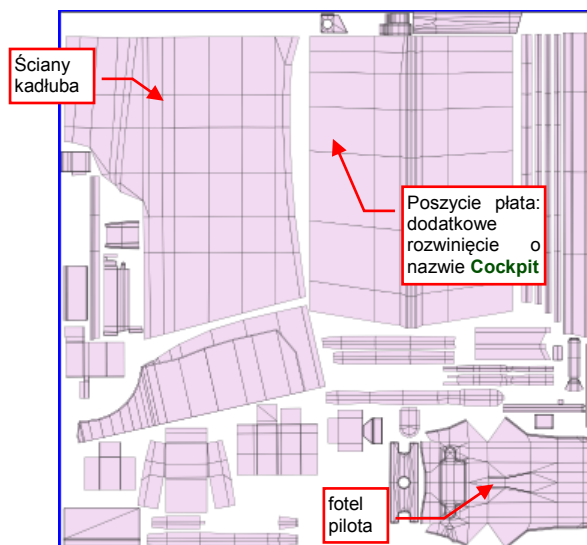 Ściany
kadłuba
Poszycie płata:
dodatkowe
rozwinięcie o
nazwie Cockpit
fotel
pilota